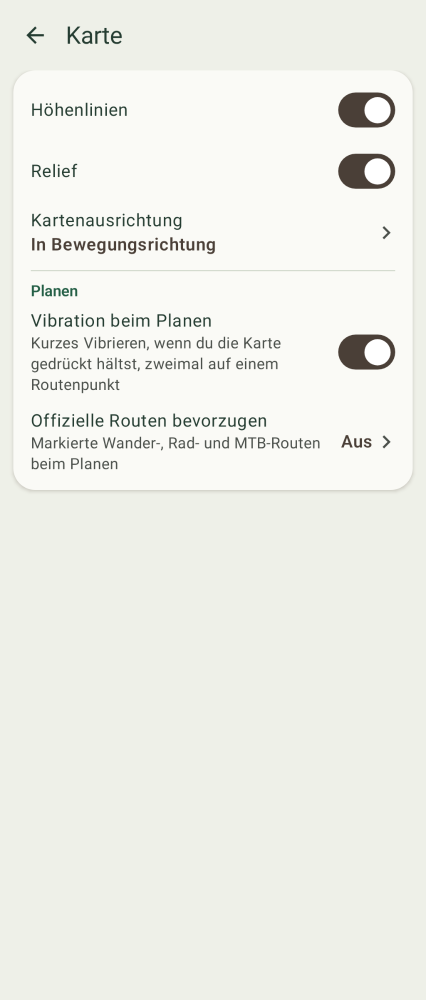 Karte
Höhenlinien
Relief
Kartenausrichtung
In Bewegungsrichtung
Planen
Vibration beim Planen
Kurzes Vibrieren, wenn du die Karte
gedrückt hältst, zweimal auf einem
Routenpunkt
Offizielle Routen bevorzugen
Markierte Wander-, Rad- und MTB-Routen
beim Planen
Aus